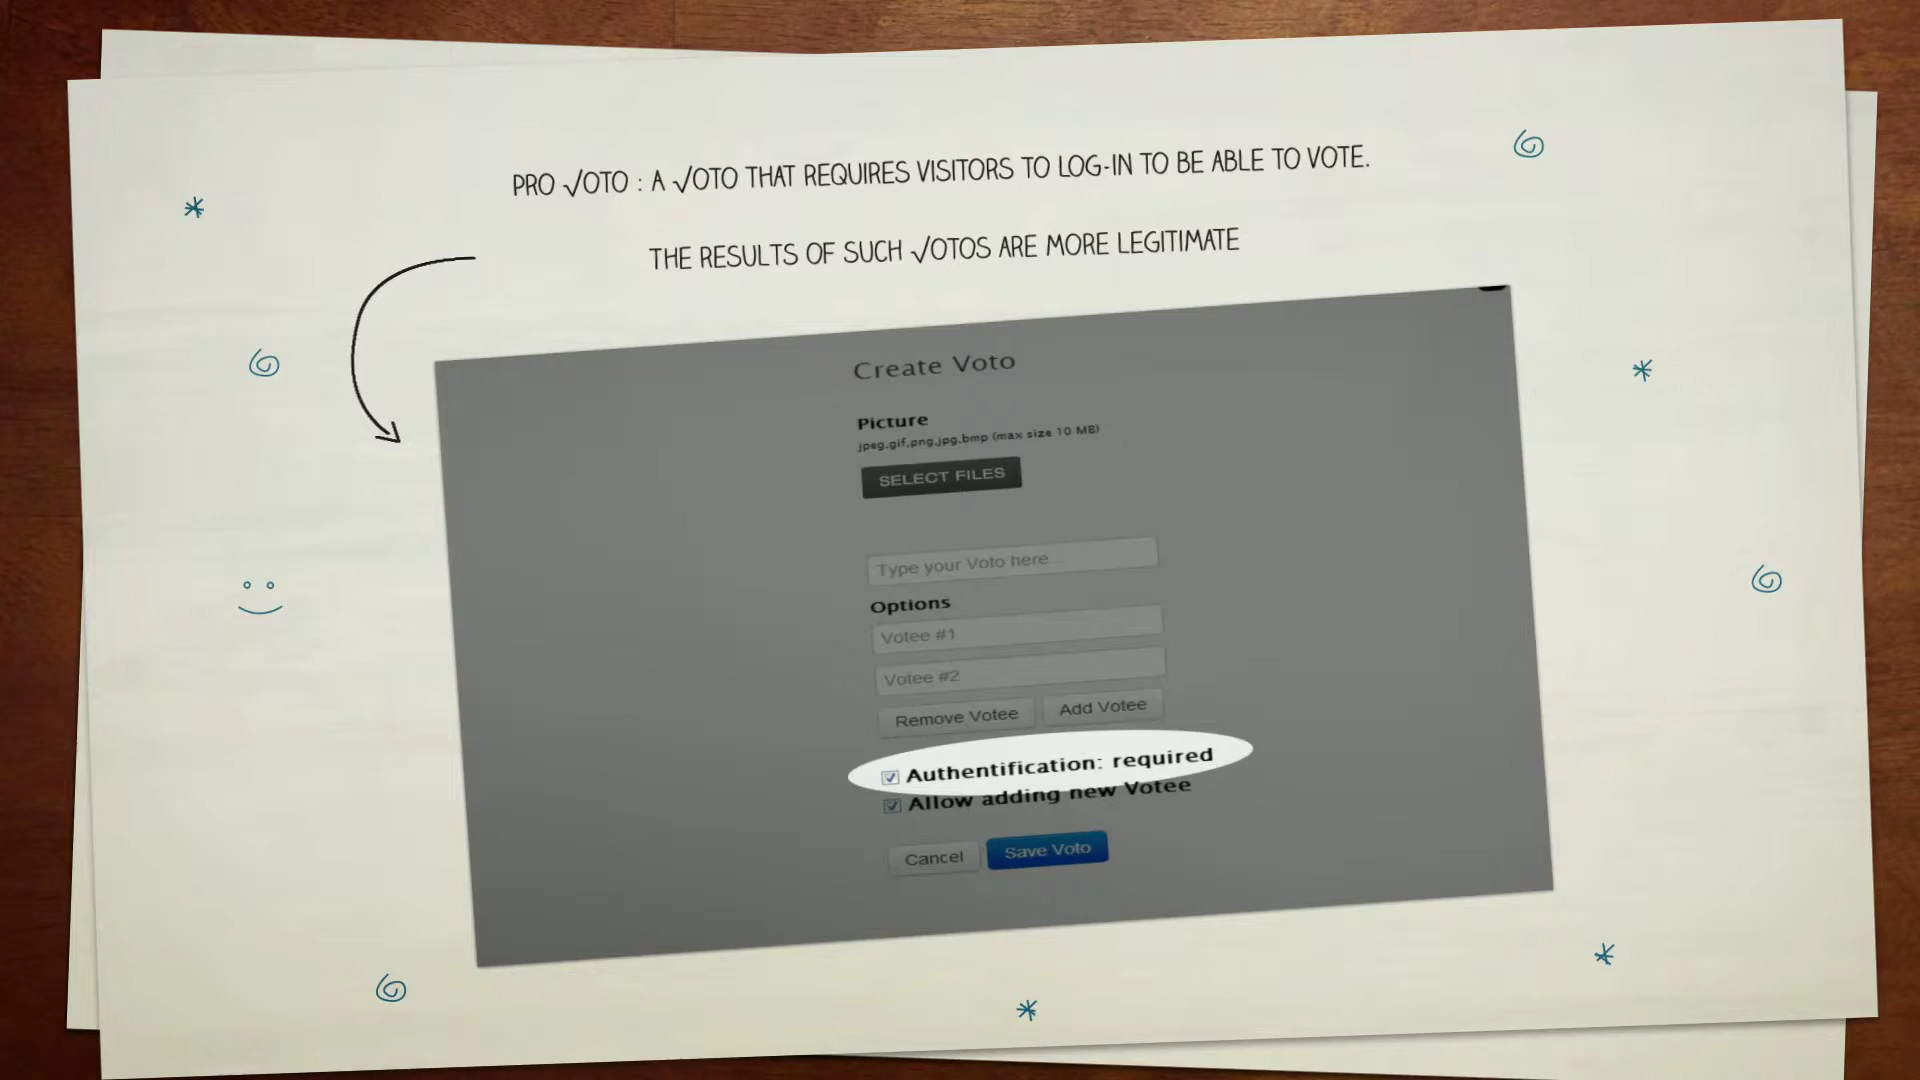 PRO √OTO : A √OTO THAT REQUIRES VISITORS TO LOG-IN TO BE ABLE TO VOTE.
THE RESULTS OF SUCH √OTOS ARE MORE LEGITIMATE
Create Voto
Picture
jpeg,gif,png,jpg,bmp (max size 10 MB)
SELECT FILES
Type your Voto here...
Options
Votee #1
Votee #2
Remove Votee Add Votee
Authentification: required
Allow adding new Votee
Cancel Save Voto